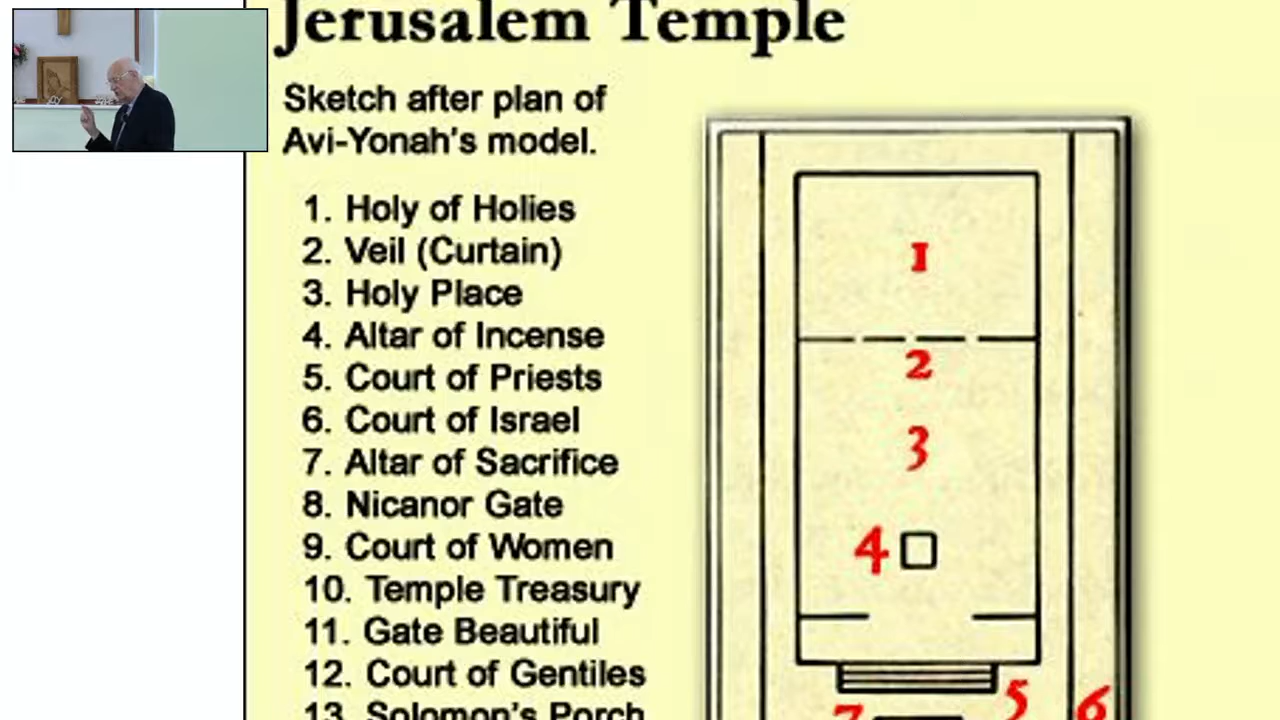 Jerusalem Temple
Sketch after plan of
Avi-Yonah's model.
1. Holy of Holies
2. Veil (Curtain)
3. Holy Place
4. Altar of Incense
5. Court of Priests
6. Court of Israel
7. Altar of Sacrifice
8. Nicanor Gate
9. Court of Women
10. Temple Treasury
11. Gate Beautiful
12. Court of Gentiles
13. Solomon's Porch
1
2
3
4
5
6
7